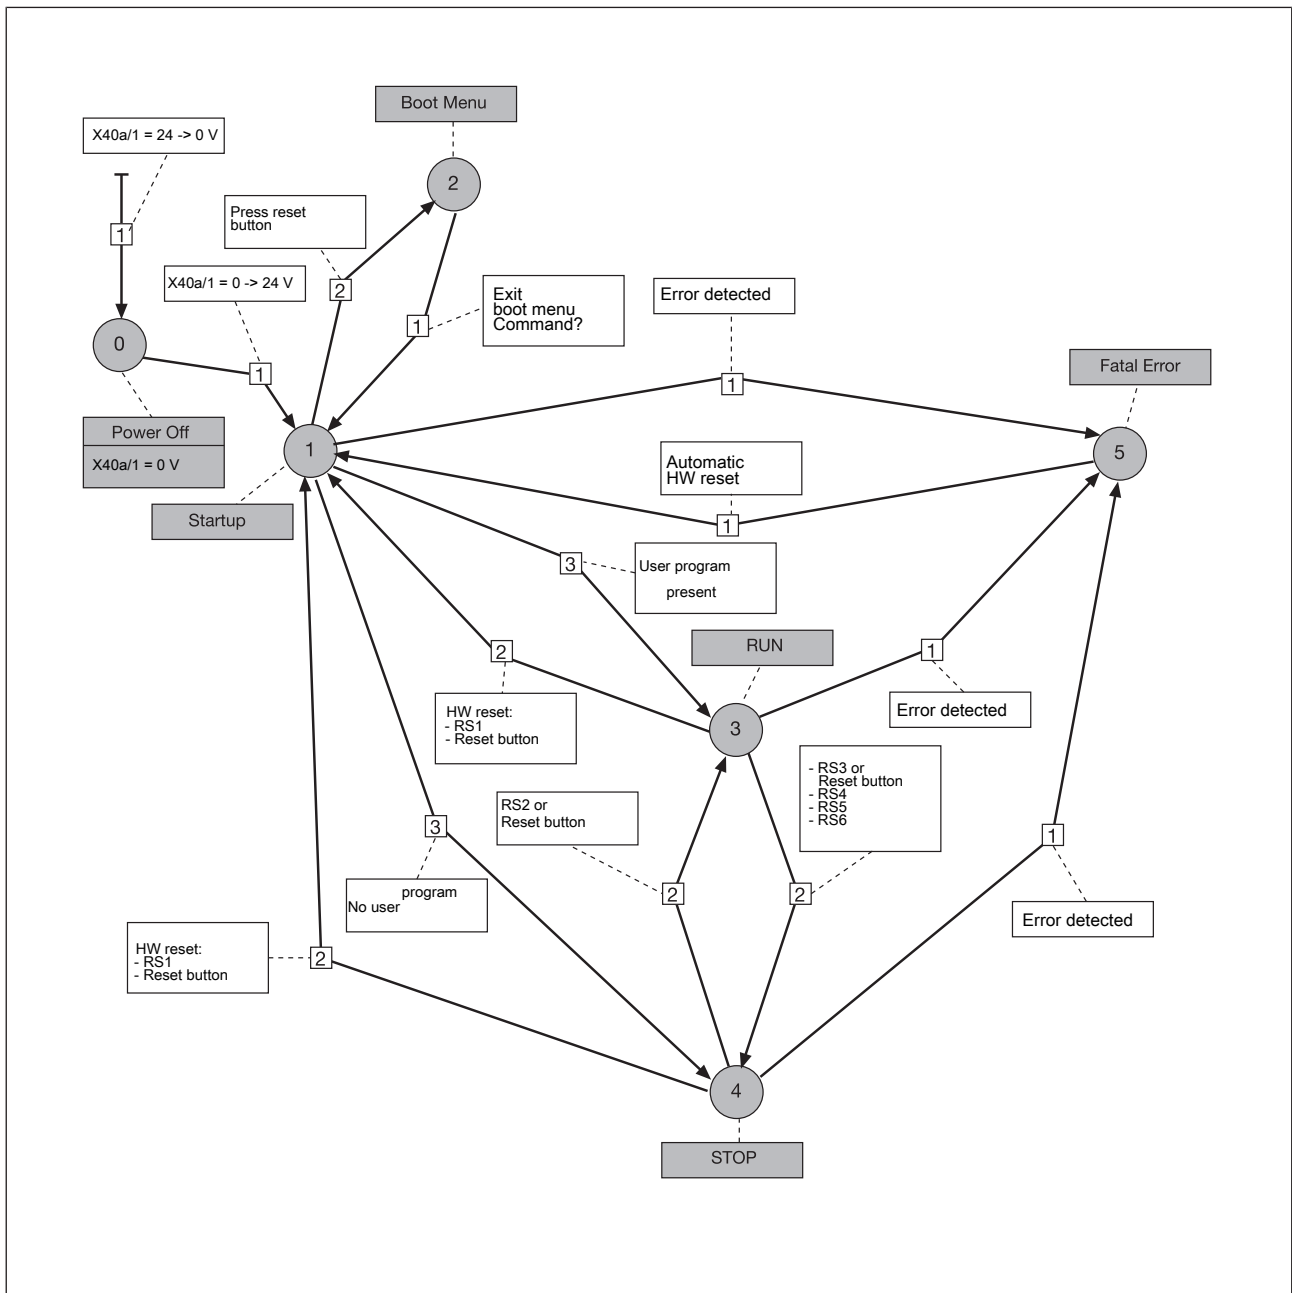 Boot Menu
X40a/1 = 24 -> 0 V
2
Press reset
button
1
X40a/1 = 0 -> 24 V
2
Exit
boot menu
Command?
Error detected
1
0
1
1
Fatal Error
Power Off
X40a/1 = 0 V
1
5
Automatic
HW reset
Startup
1
3
User program
present
RUN
2
1
HW reset:
- RS1
- Reset button
Error detected
3
- RS3 or
Reset button
- RS4
- RS5
- RS6
RS2 or
Reset button
3
1
program
No user
2
2
Error detected
HW reset:
- RS1
- Reset button
2
4
STOP